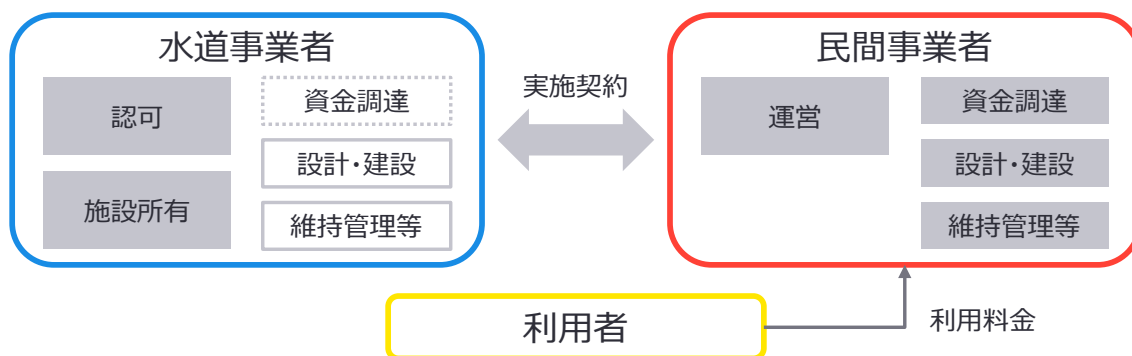 水道事業者
認可
施設所有
資金調達
設計・建設
維持管理等
実施契約
民間事業者
運営
資金調達
設計・建設
維持管理等
利用者
利用料金